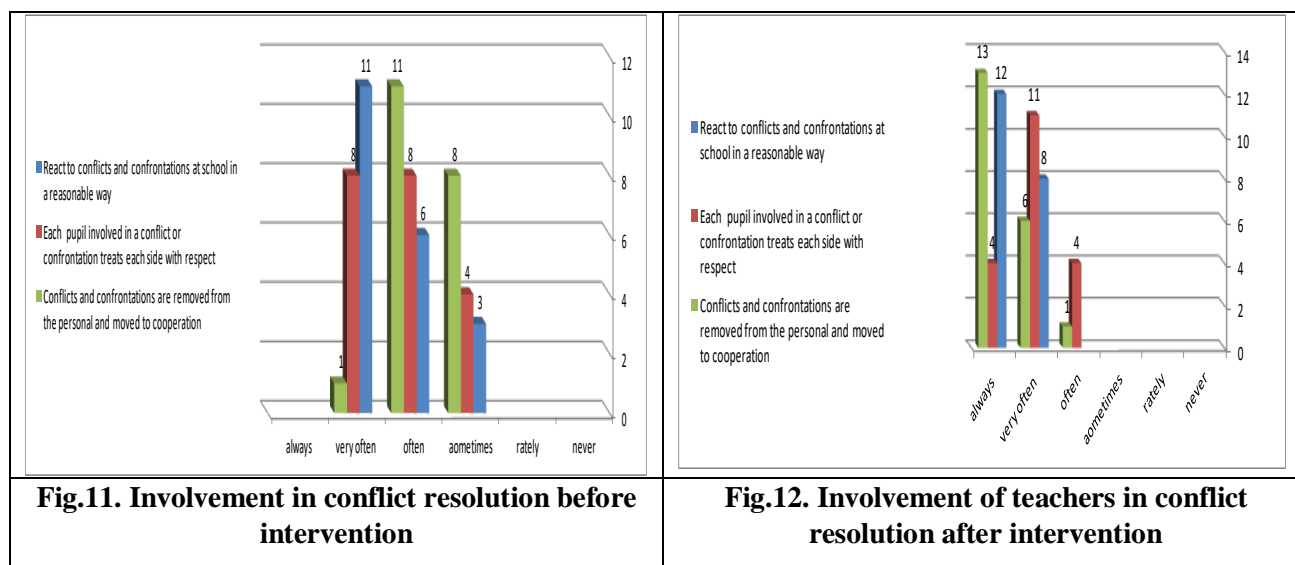 React to conflicts and confrontations at school in
a reasonable way
Each pupil involved in a conflict or
confrontation treats each side with respect
Conflicts and confrontations are removed from
the personal and moved to cooperation
12
10
8
6
4
2
0
1
8
11
11
8
6
8
4
3
always
very often
often
aometimes
rately
never
Fig.11. Involvement in conflict resolution before
intervention
React to conflicts and confrontations at
school in a reasonable way
Each pupil involved in a conflict or
confrontation treats each side with
respect
Conflicts and confrontations are
removed from the personal and moved
to cooperation
14
12
10
8
6
4
2
0
13
4
12
6
11
8
1
4
always
very often
often
aometimes
rately
never
Fig.12. Involvement of teachers in conflict
resolution after intervention